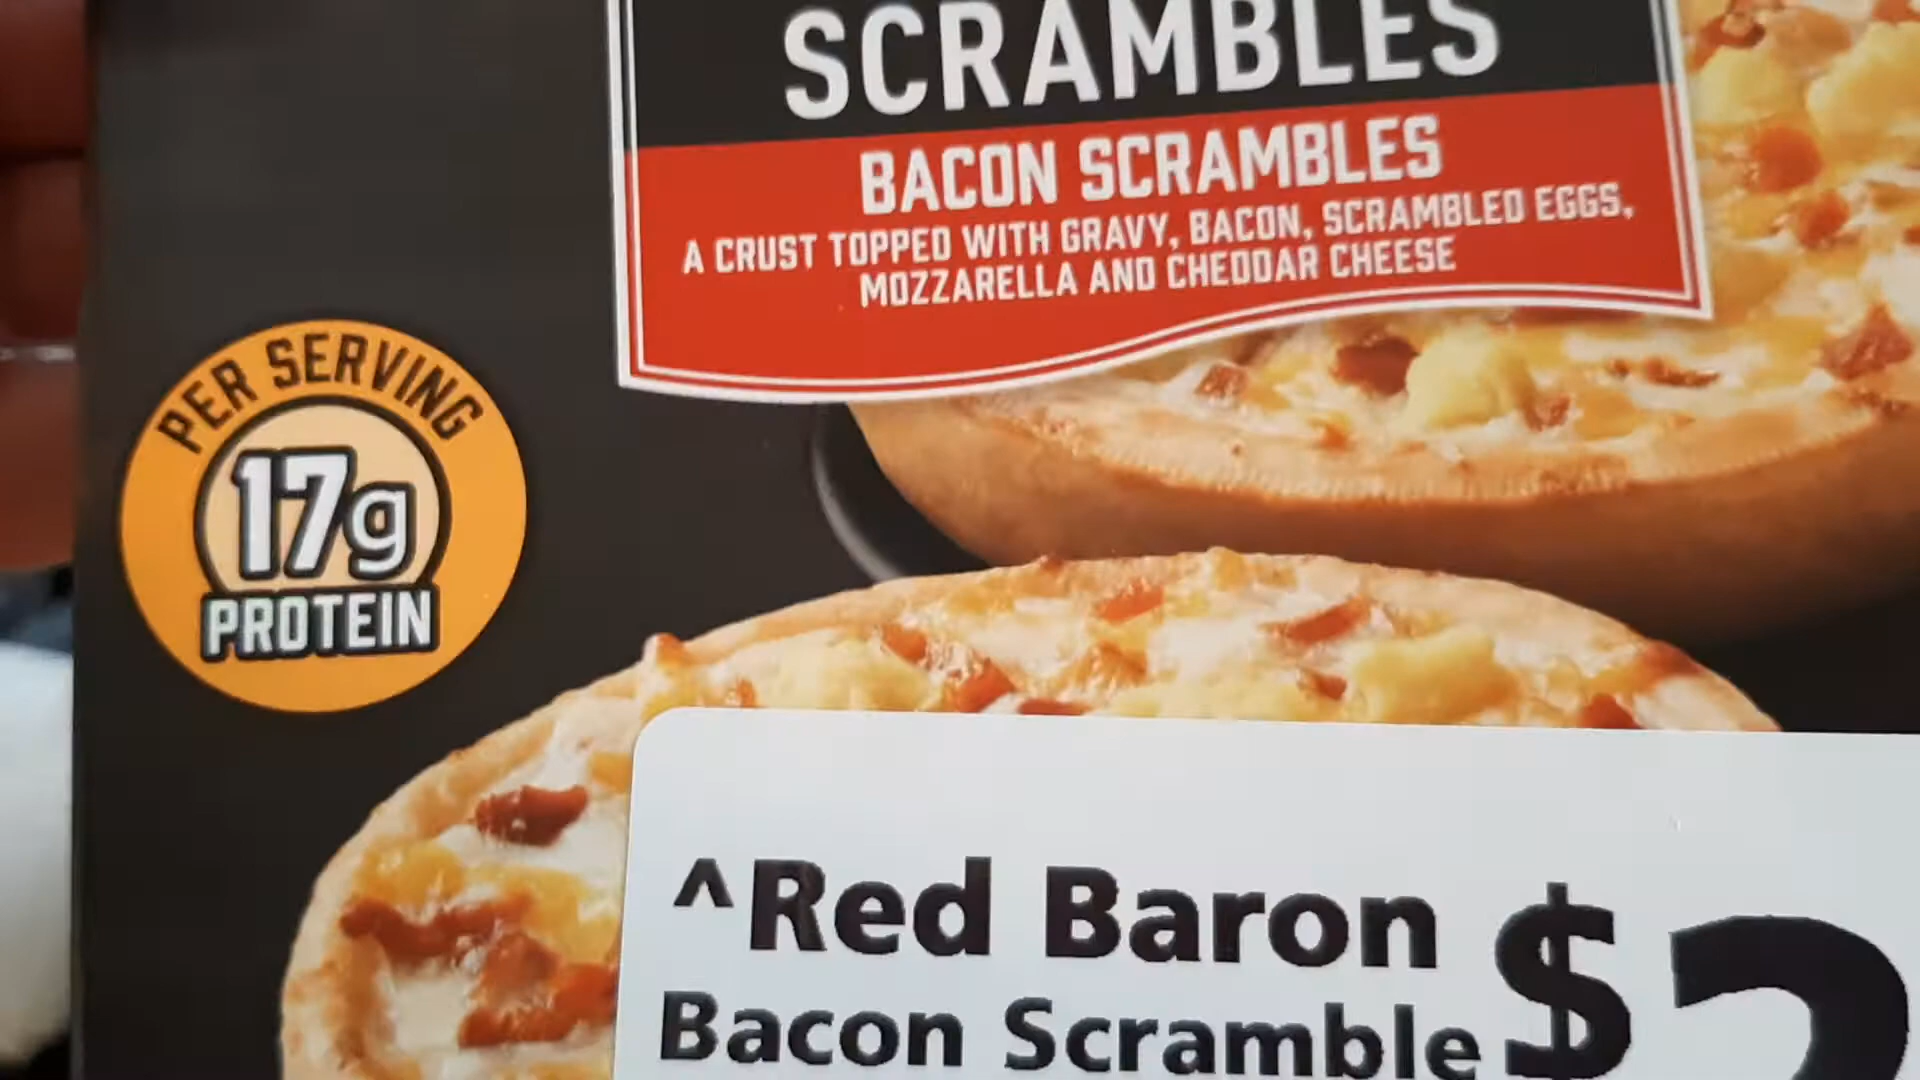 SCRAMBLES
BACON SCRAMBLES
A CRUST TOPPED WITH GRAVY, BACON, SCRAMBLED EGGS,
MOZZARELLA AND CHEDDAR CHEESE
PER SERVING
17g
PROTEIN
^Red Baron
Bacon Scramble
$2